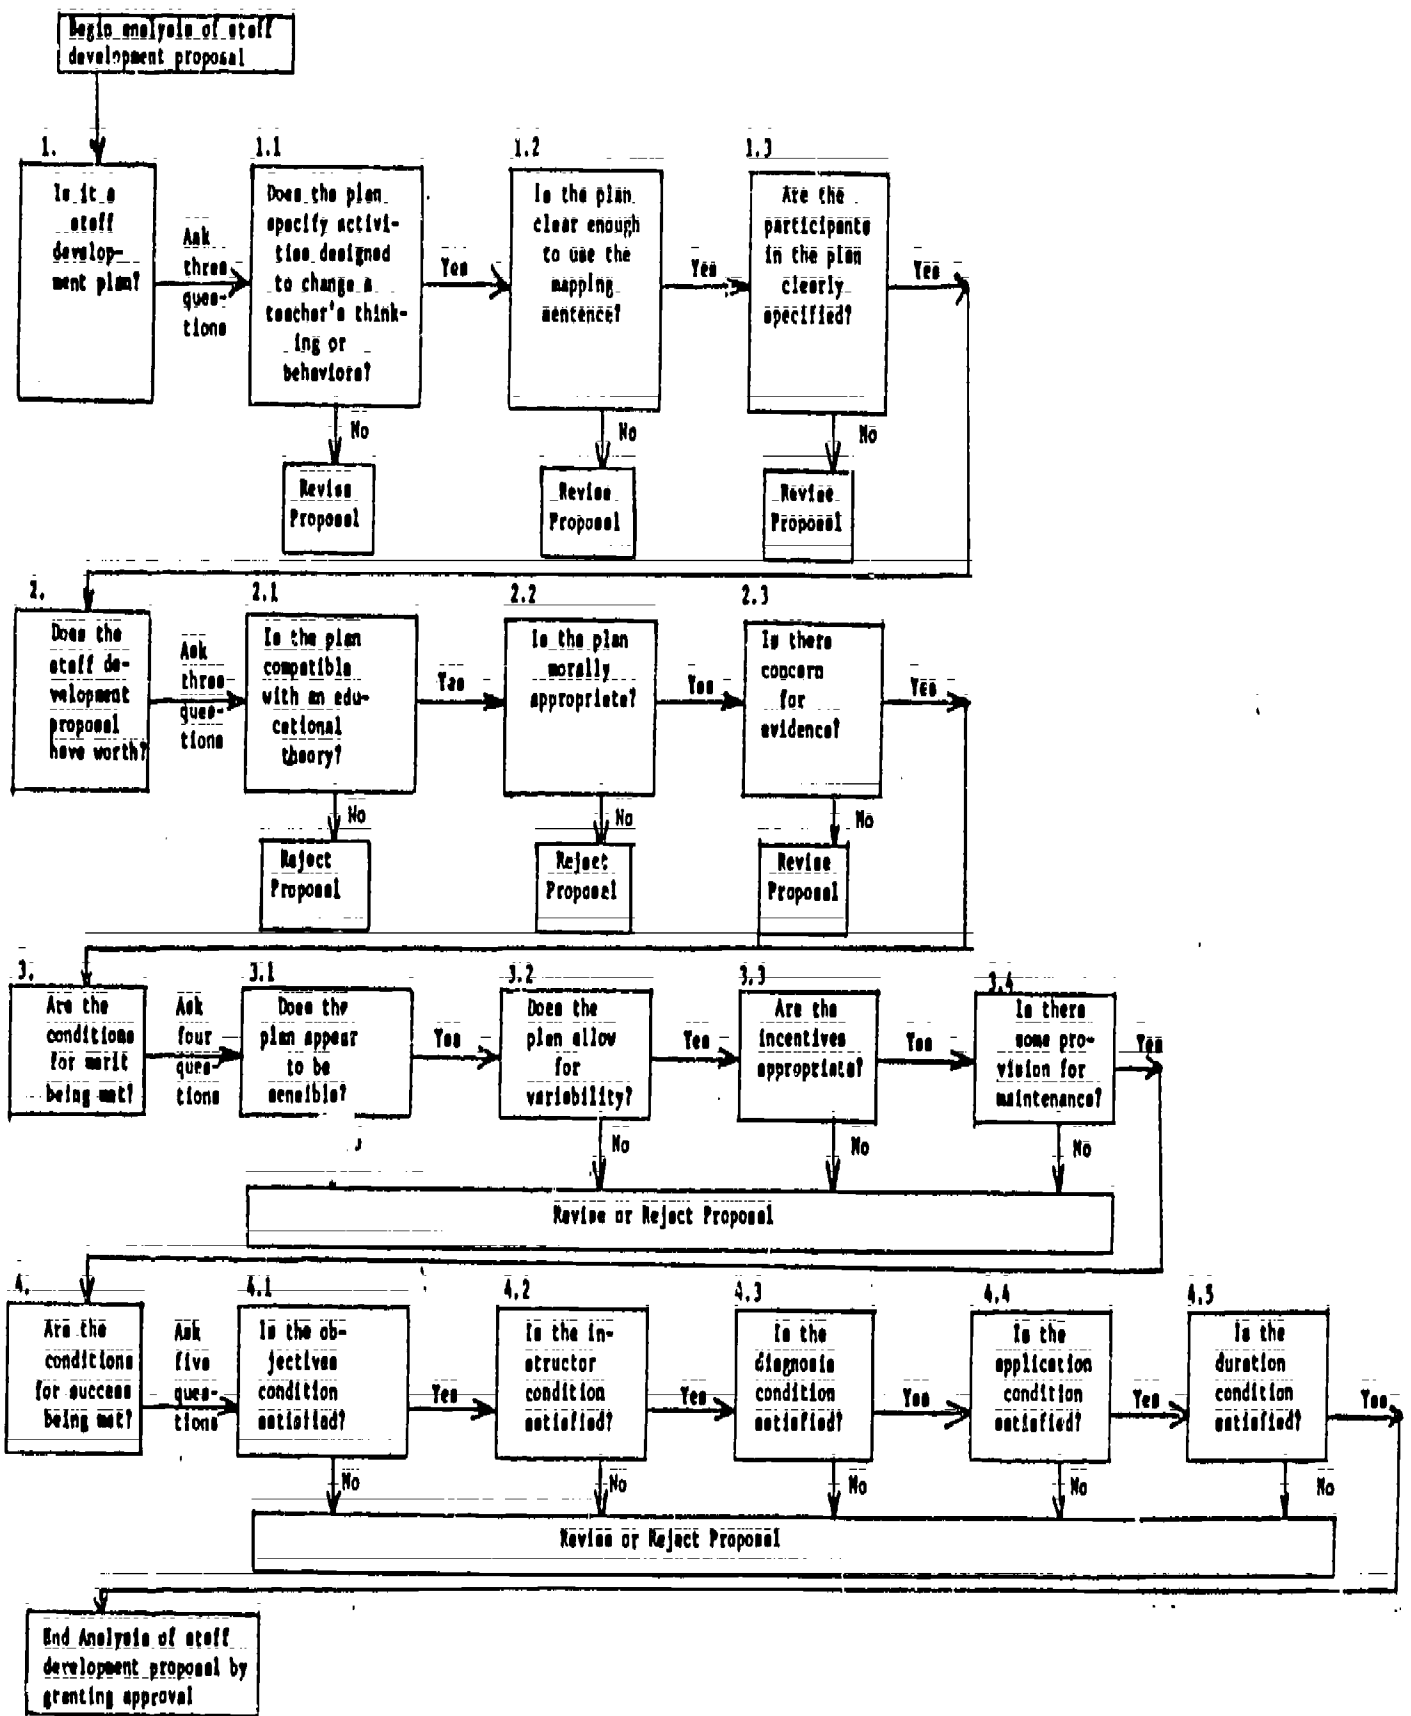 Begin analysis of staff
development proposal
1.
Is it a
staff
develop-
ment plan?
Ask
three
ques-
tions
1.1
Does the plan
specify activi-
ties designed
to change a
teacher's think-
ing or
behaviors?
Yes
No
Revise
Proposal
1.2
Is the plan
clear enough
to use the
mapping
sentence?
Yes
No
Revise
Proposal
1.3
Are the
participants
in the plan
clearly
specified?
Yes
No
Revise
Proposal
2.
Does the
staff de-
velopment
proposal
have worth?
Ask
three
ques-
tions
2.1
Is the plan
compatible
with an edu-
cational
theory?
Yes
No
Reject
Proposal
2.2
Is the plan
morally
appropriate?
Yes
No
Reject
Proposal
2.3
Is there
concern
for
evidence?
Yes
No
Revise
Proposal
3.
Are the
conditions
for merit
being met?
Ask
four
ques-
tions
3.1
Does the
plan appear
to be
sensible?
Yes
3.2
Does the
plan allow
for
variability?
Yes
No
3.3
Are the
incentives
appropriate?
Yes
No
3.4
Is there
some pro-
vision for
maintenance?
Yes
No
Revise or Reject Proposal
4.
Are the
conditions
for success
being met?
Ask
five
ques-
tions
4.1
Is the ob-
jectives
condition
satisfied?
Yes
No
4.2
Is the in-
structor
condition
satisfied?
Yes
No
4.3
Is the
diagnosis
condition
satisfied?
Yes
No
4.4
Is the
application
condition
satisfied?
Yes
No
4.5
Is the
duration
condition
satisfied?
Yes
No
Revise or Reject Proposal
End Analysis of staff
development proposal by
granting approval